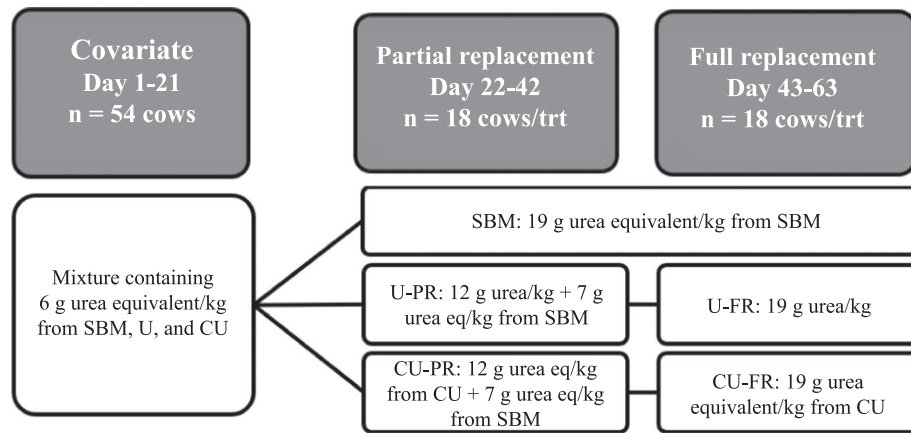 Covariate
Day 1-21
n = 54 cows
Partial replacement
Day 22-42
n = 18 cows/trt
Full replacement
Day 43-63
n = 18 cows/trt
Mixture containing
6 g urea equivalent/kg
from SBM, U, and CU
SBM: 19 g urea equivalent/kg from SBM
U-PR: 12 g urea/kg + 7 g
urea eq/kg from SBM
U-FR: 19 g urea/kg
CU-PR: 12 g urea eq/kg
from CU + 7 g urea eq/kg
from SBM
CU-FR: 19 g urea
equivalent/kg from CU